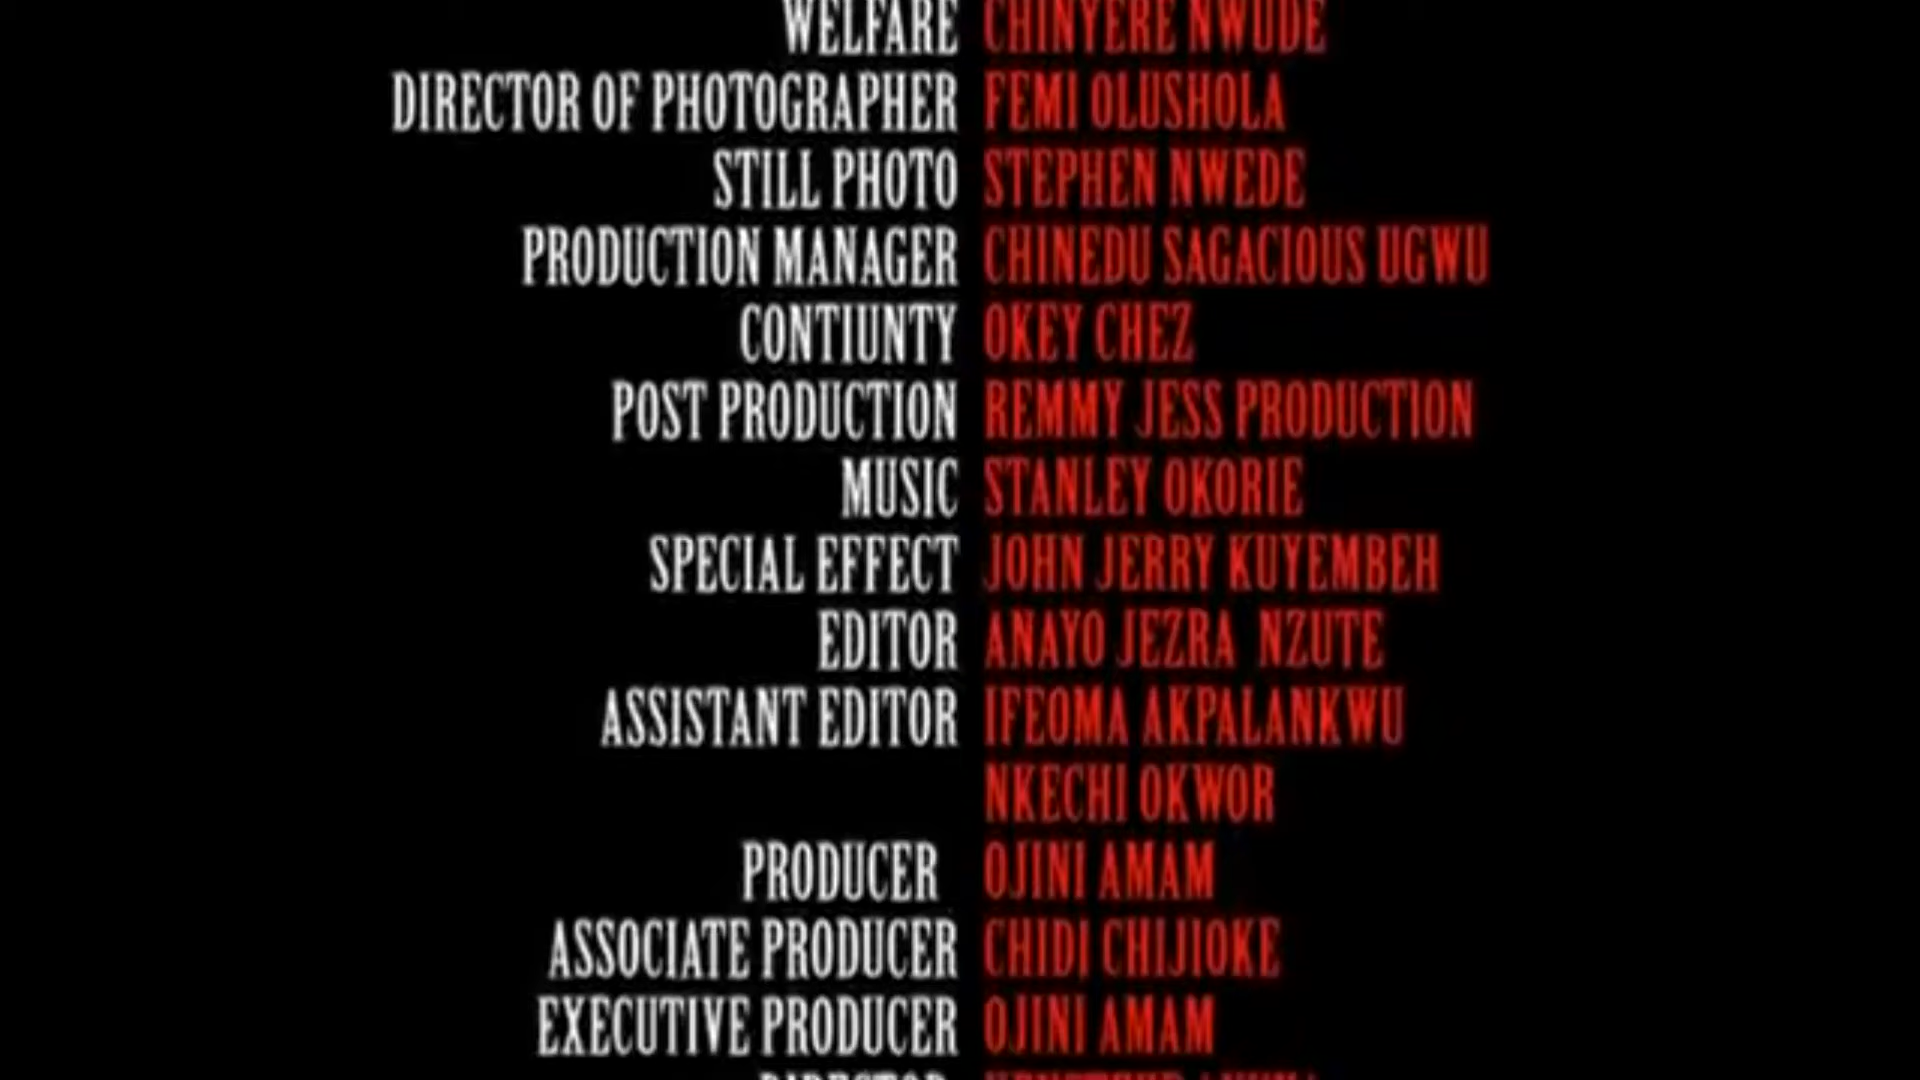 WELFARE CHINYERE NWUDE
DIRECTOR OF PHOTOGRAPHER FEMI OLUSHOLA
STILL PHOTO STEPHEN NWEDE
PRODUCTION MANAGER CHINEDU SAGACIOUS UGWU
CONTIUNTY OKEY CHEZ
POST PRODUCTION REMMY JESS PRODUCTION
MUSIC STANLEY OKORIE
SPECIAL EFFECT JOHN JERRY KUYEMBEH
EDITOR ANAYO JEZRA NZUTE
ASSISTANT EDITOR IFEOMA AKPALANKWU
NKECHI OKWOR
PRODUCER OJINI AMAM
ASSOCIATE PRODUCER CHIDI CHIJIOKE
EXECUTIVE PRODUCER OJINI AMAM
DIRECTOR